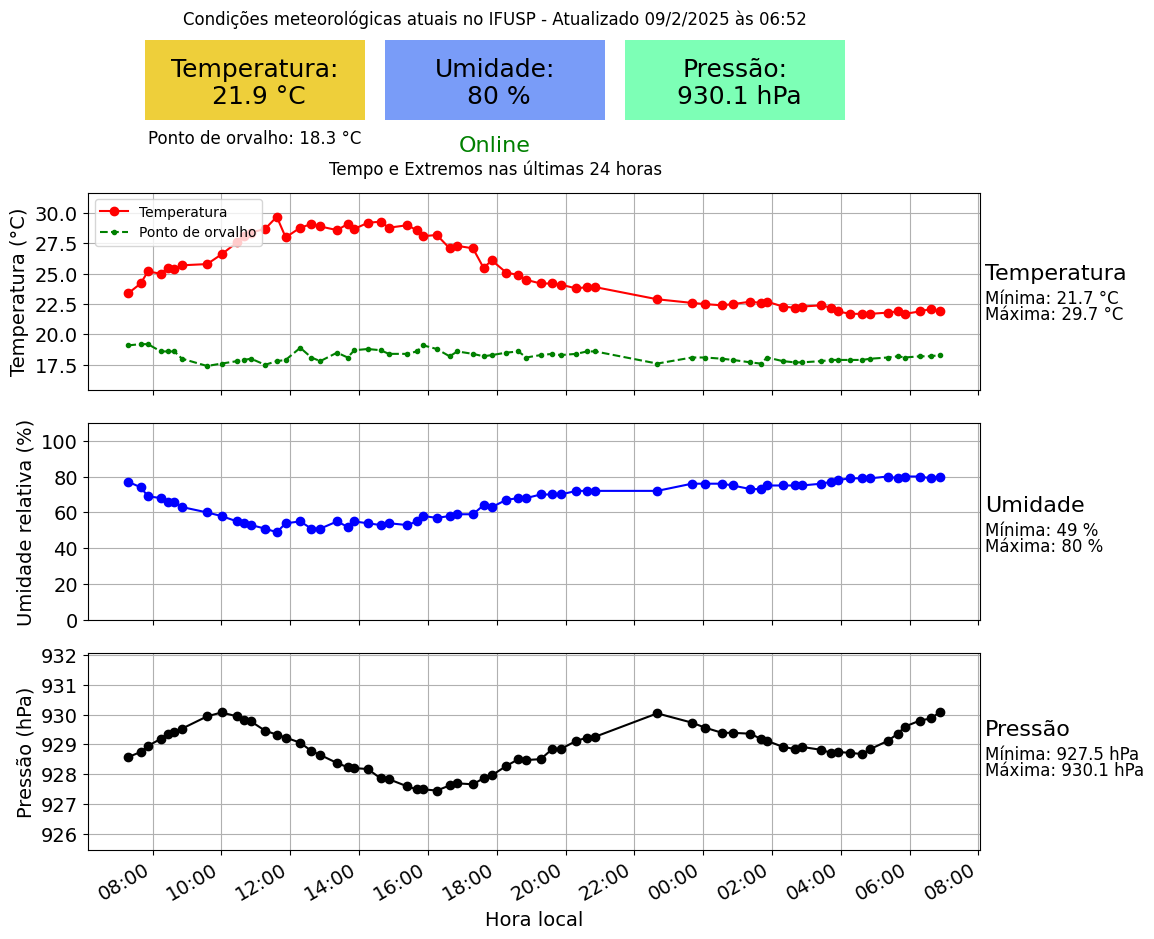 Condições meteorológicas atuais no IFUSP - Atualizado 09/2/2025 às 06:52
Temperatura:
21.9 °C
Umidade:
80 %
Pressão:
930.1 hPa
Ponto de orvalho: 18.3 °C
Online
Tempo e Extremos nas últimas 24 horas
Temperatura (°C)
30.0
27.5
25.0
22.5
20.0
17.5
Temperatura
Ponto de orvalho
Temperatura
Mínima: 21.7 °C
Máxima: 29.7 °C
Umidade relativa (%)
100
80
60
40
20
0
Umidade
Mínima: 49 %
Máxima: 80 %
Pressão (hPa)
932
931
930
929
928
927
926
Pressão
Mínima: 927.5 hPa
Máxima: 930.1 hPa
08:00 10:00 12:00 14:00 16:00 18:00 20:00 22:00 00:00 02:00 04:00 06:00 08:00
Hora local